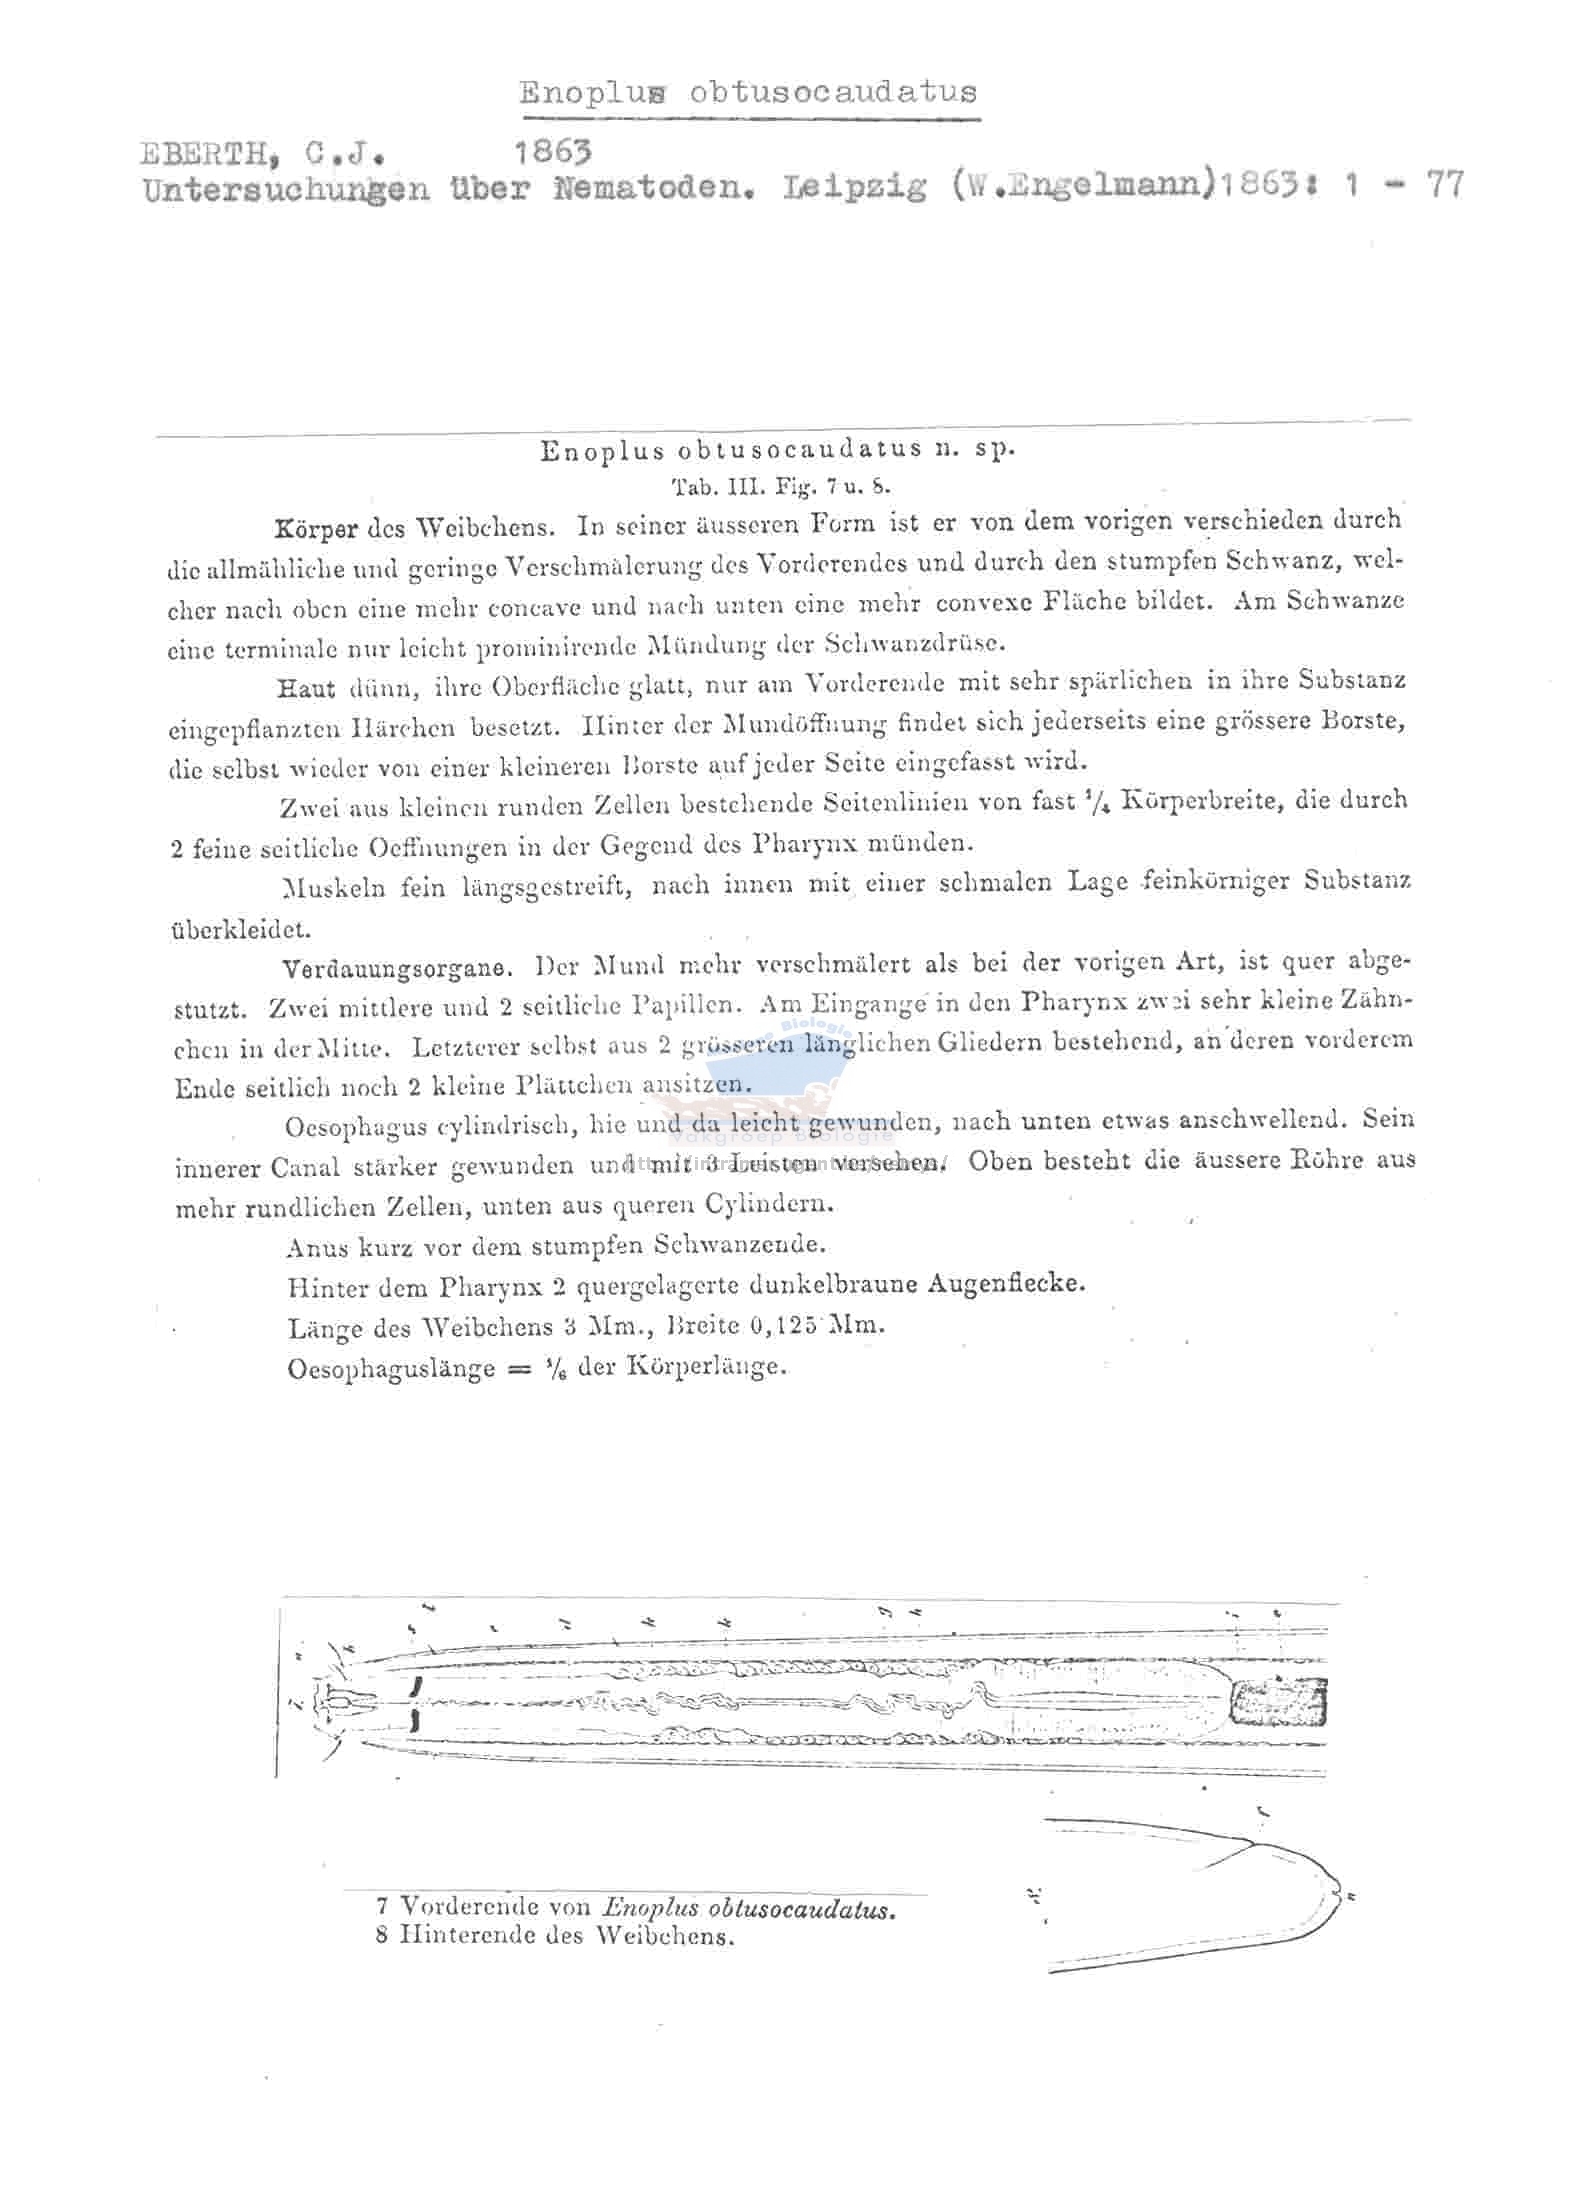 Enoplus obtusocaudatus
EBERTH, C.J. 1863
Untersuchungen über Nematoden. Leipzig (W.Engelmann)1863: 1 - 77
Enoplus obtusocaudatus n. sp.
Tab. III. Fig. 7 u. 8.
Körper des Weibchens. In seiner äusseren Form ist er von dem vorigen verschieden durch
die allmähliche und geringe Verschmälerung des Vorderendes und durch den stumpfen Schwanz, wel-
cher nach oben eine mehr concave und nach unten eine mehr convexe Fläche bildet. Am Schwanze
eine terminale nur leicht prominirende Mündung der Schwanzdrüse.
Haut dünn, ihre Oberfläche glatt, nur am Vorderende mit sehr spärlichen in ihre Substanz
eingepflanzten Härchen besetzt. Hinter der Mundöffnung findet sich jederseits eine grössere Borste,
die selbst wieder von einer kleineren Borste auf jeder Seite eingefasst wird.
Zwei aus kleinen runden Zellen bestehende Seitenlinien von fast 1/4 Körperbreite, die durch
2 feine seitliche Oeffnungen in der Gegend des Pharynx münden.
Muskeln fein längsgestreift, nach innen mit einer schmalen Lage feinkörniger Substanz
überkleidet.
Verdauungsorgane. Der Mund mehr verschmälert als bei der vorigen Art, ist quer abge-
stutzt. Zwei mittlere und 2 seitliche Papillen. Am Eingange in den Pharynx zwei sehr kleine Zähn-
chen in der Mitte. Letzterer selbst aus 2 grösseren länglichen Gliedern bestehend, an deren vorderem
Ende seitlich noch 2 kleine Plättchen ansitzen.
Oesophagus cylindrisch, hie und da leicht gewunden, nach unten etwas anschwellend. Sein
Vakgroep Biologie
innerer Canal stärker gewunden und mit 3 Leisten versehen. Oben besteht die äussere Röhre aus
mehr rundlichen Zellen, unten aus queren Cylindern.
Anus kurz vor dem stumpfen Schwanzende.
Hinter dem Pharynx 2 quergelagerte dunkelbraune Augenflecke.
Länge des Weibchens 3 Mm., Breite 0,125 Mm.
Oesophaguslänge = 1/6 der Körperlänge.
7 Vorderende von Enoplus obtusocaudatus.
8 Hinterende des Weibchens.